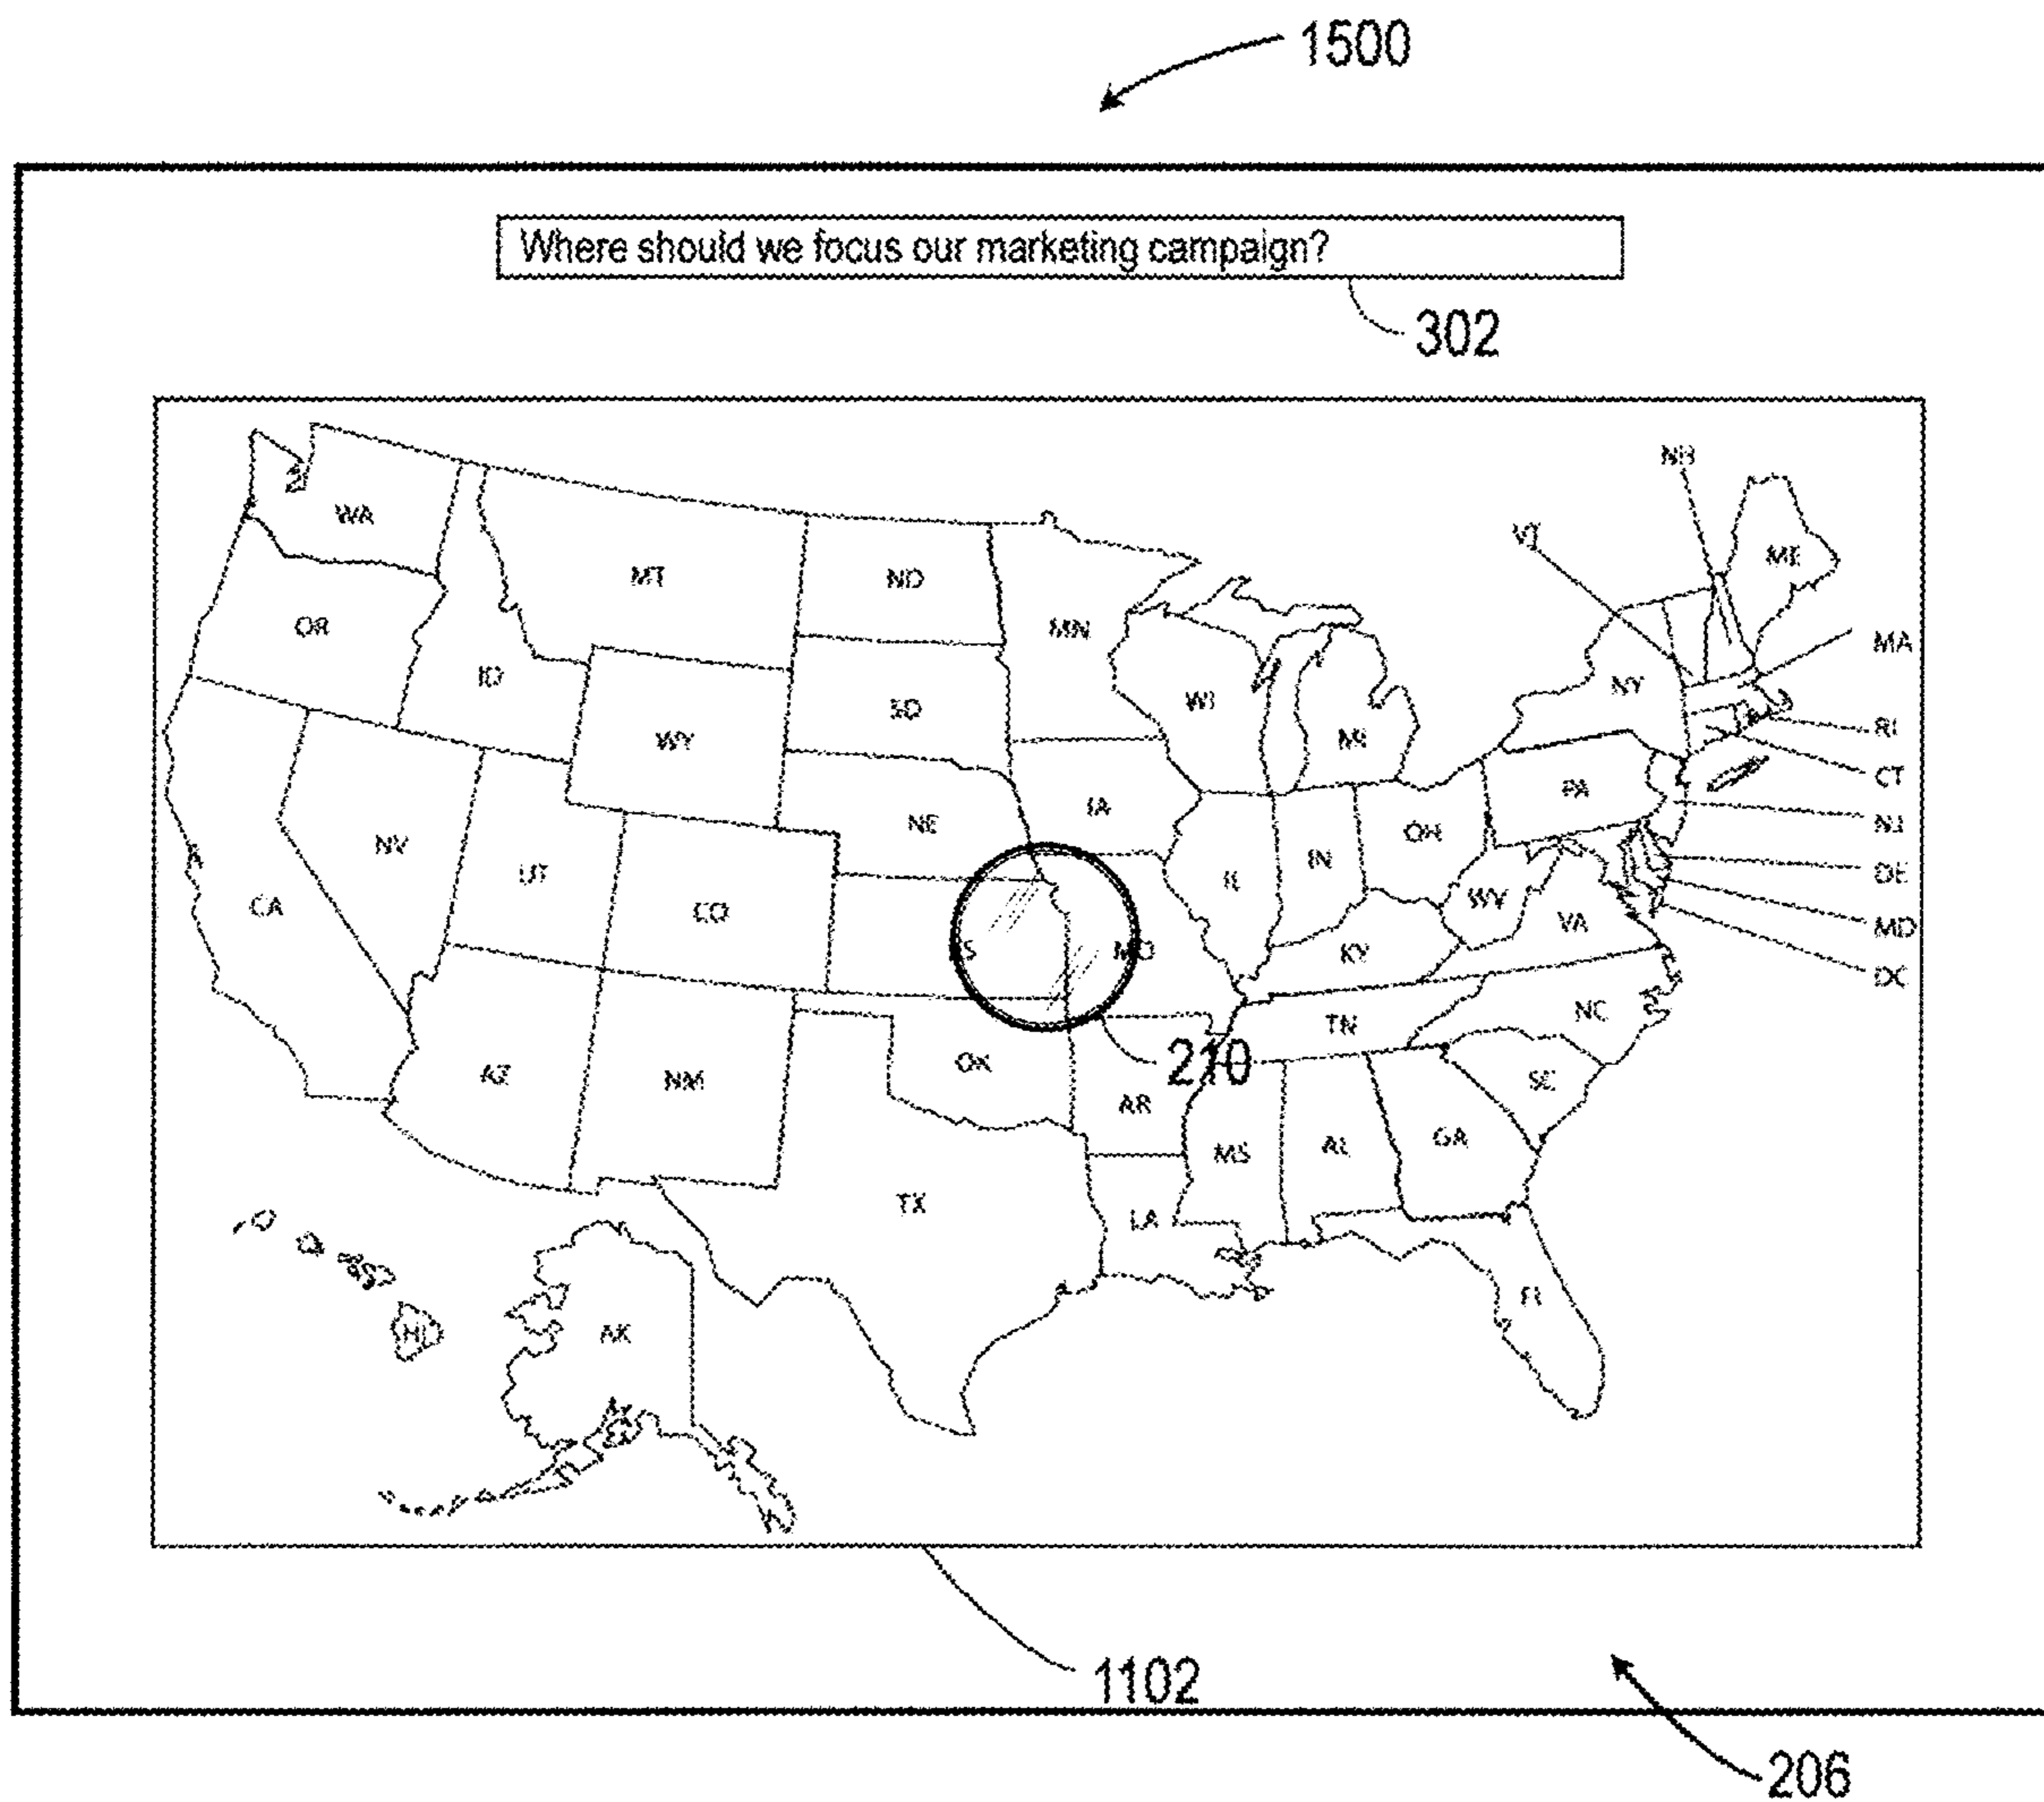 1500
Where should we focus our marketing campaign?
302
NH
WA
VT
ME
MT
ND
OR
MN
MA
ID
NY
WI
SD
RI
WY
MI
CT
PA
IA
NE
NJ
OH
NV
IN
UT
IL
DE
WV
CA
CO
VA
MD
KS
MO
KY
DC
NC
TN
210
OK
AZ
NM
SC
AR
GA
AL
MS
TX
LA
FL
HI
AK
1102
206